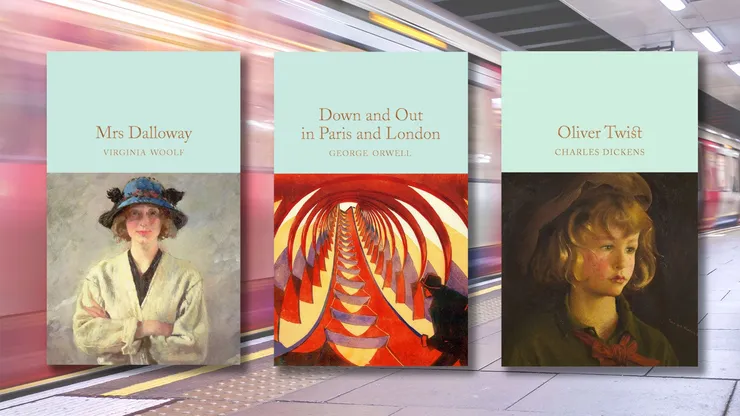 Mrs Dalloway
VIRGINIA WOOLF
Down and Out
in Paris and London
GEORGE ORWELL
Oliver Twist
CHARLES DICKENS